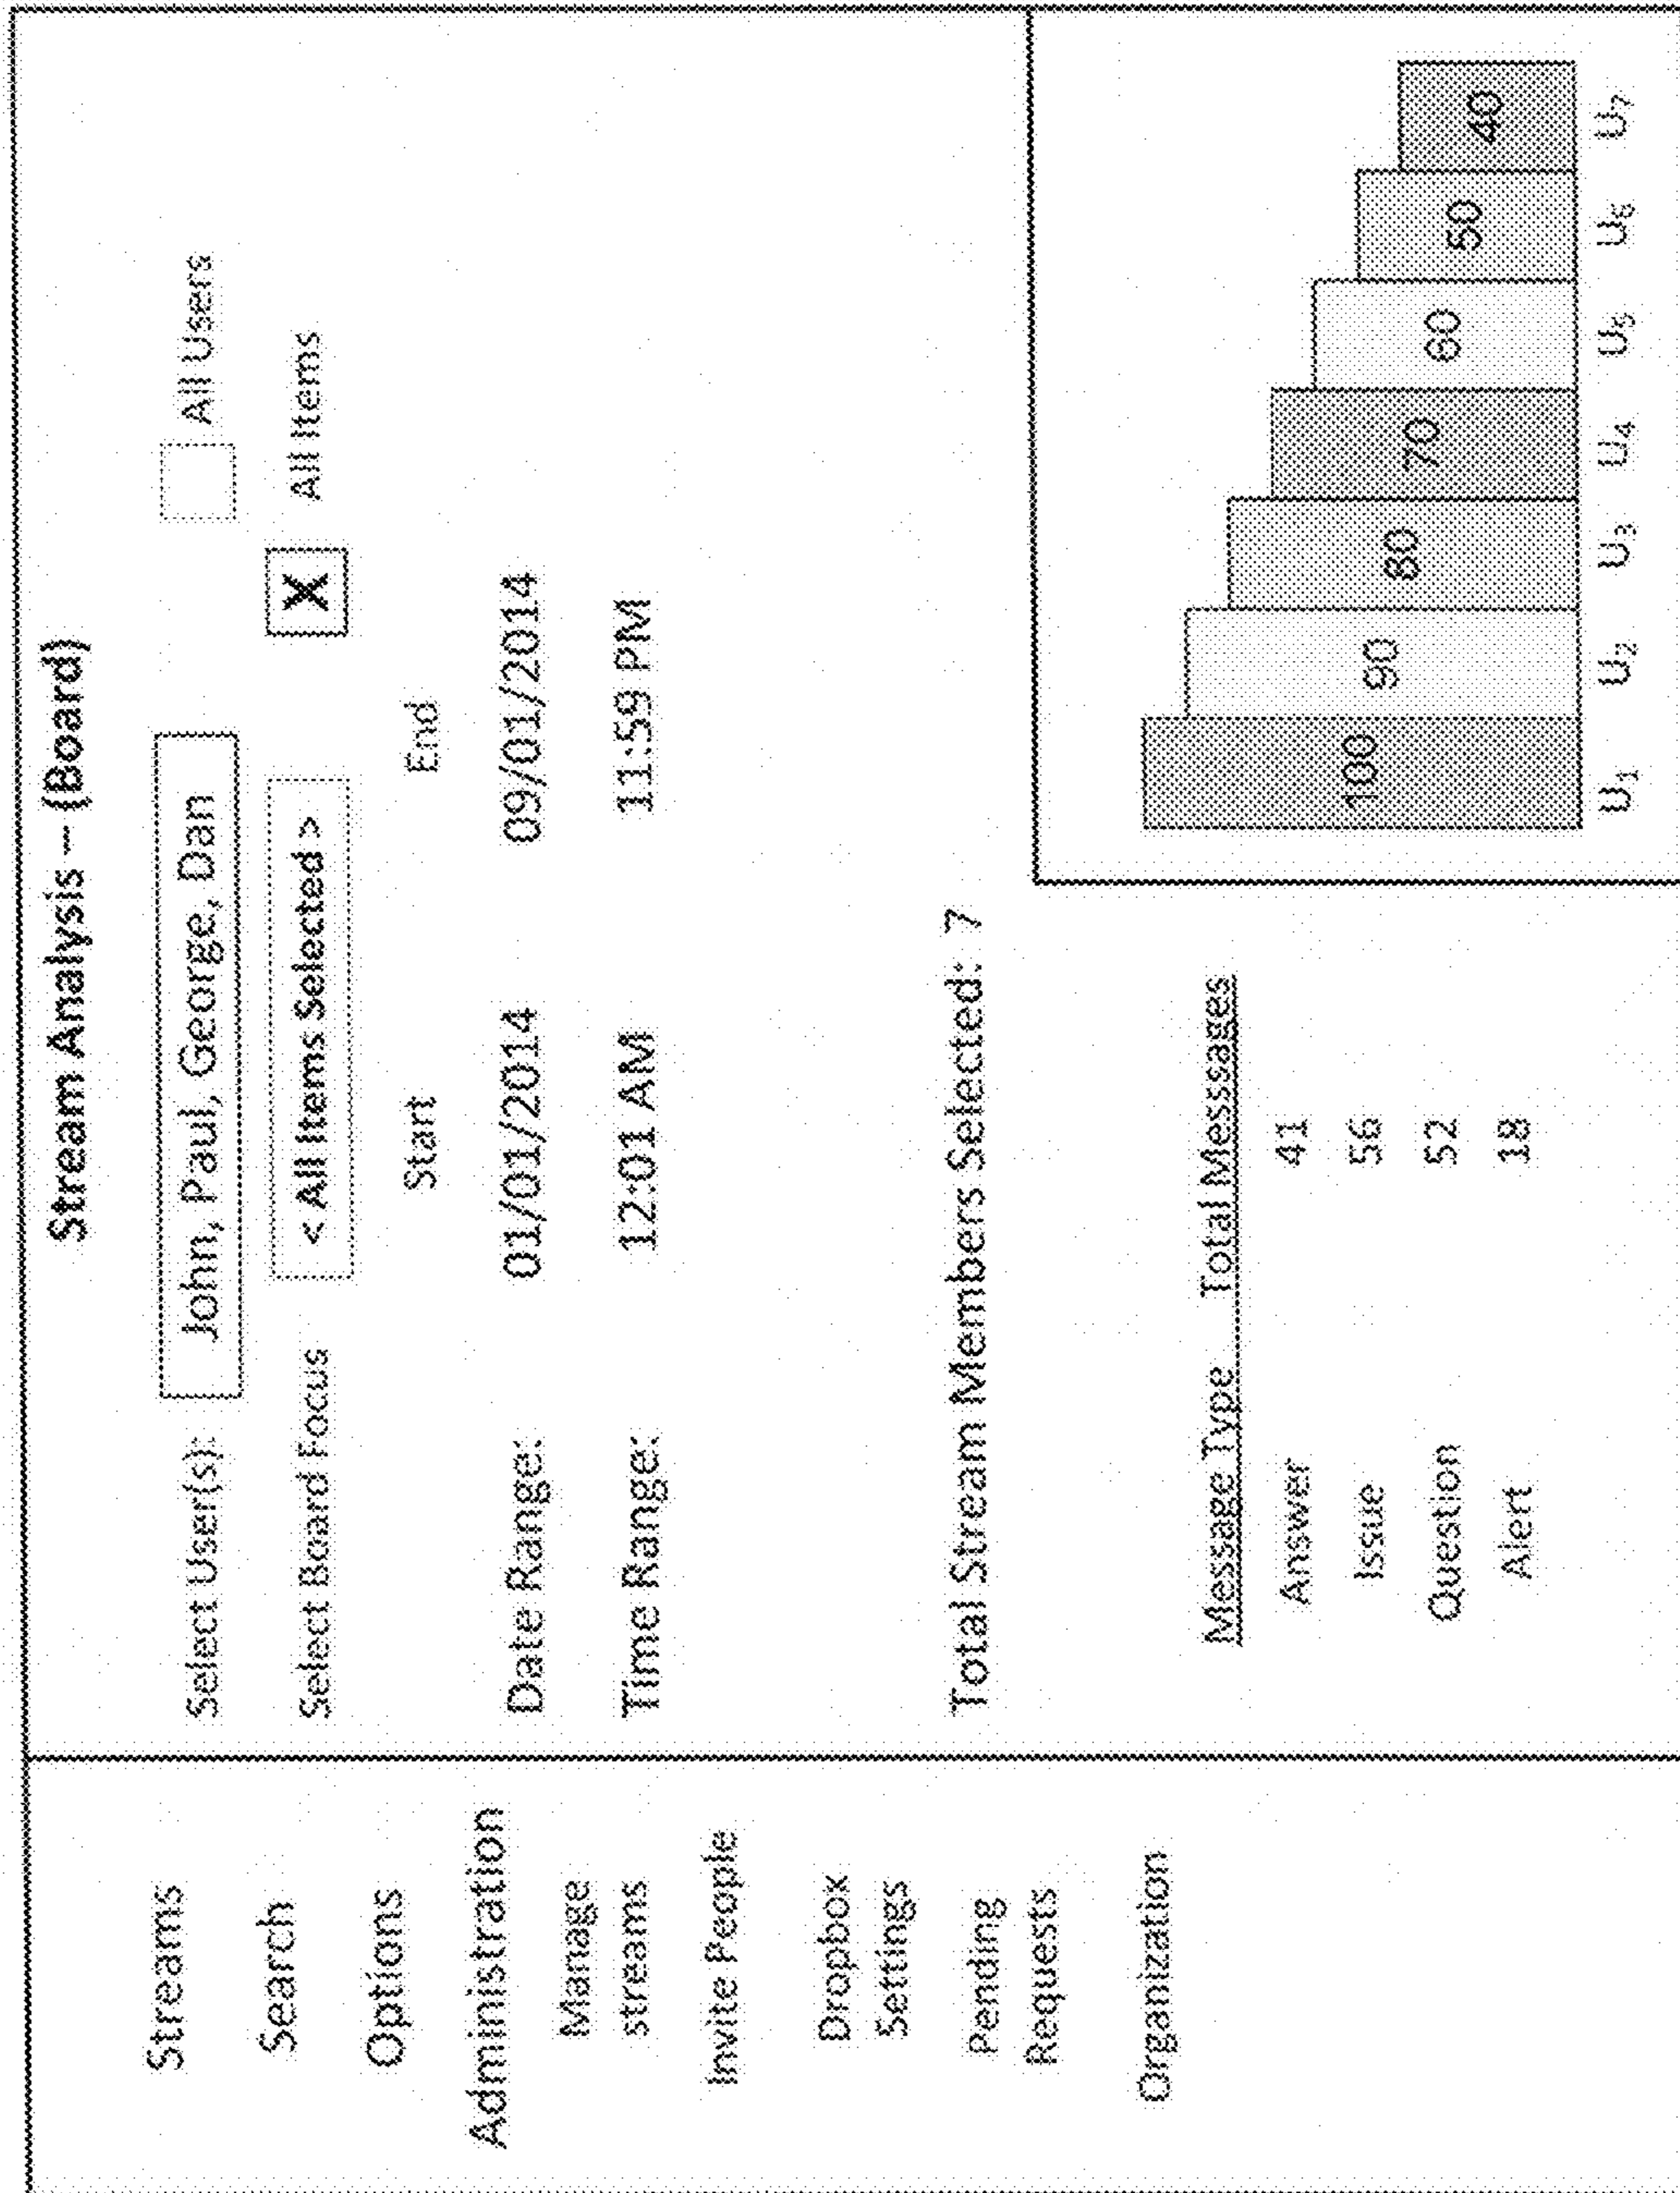 Stream Analysis – (Board)
Streams
Search
Options
Administration
Manage
streams
Invite People
Dropbox
Settings
Pending
Requests
Organization
Select User(s): John, Paul, George, Dan All Users
Select Board Focus < All Items Selected > X All Items
Start End
Date Range: 01/01/2014 09/01/2014
Time Range: 12:01 AM 11:59 PM
Total Stream Members Selected: 7
Message Type Total Messsages
Answer 41
Issue 56
Question 52
Alert 18
100 90 80 70 60 50 40
U1 U2 U3 U4 U5 U6 U7